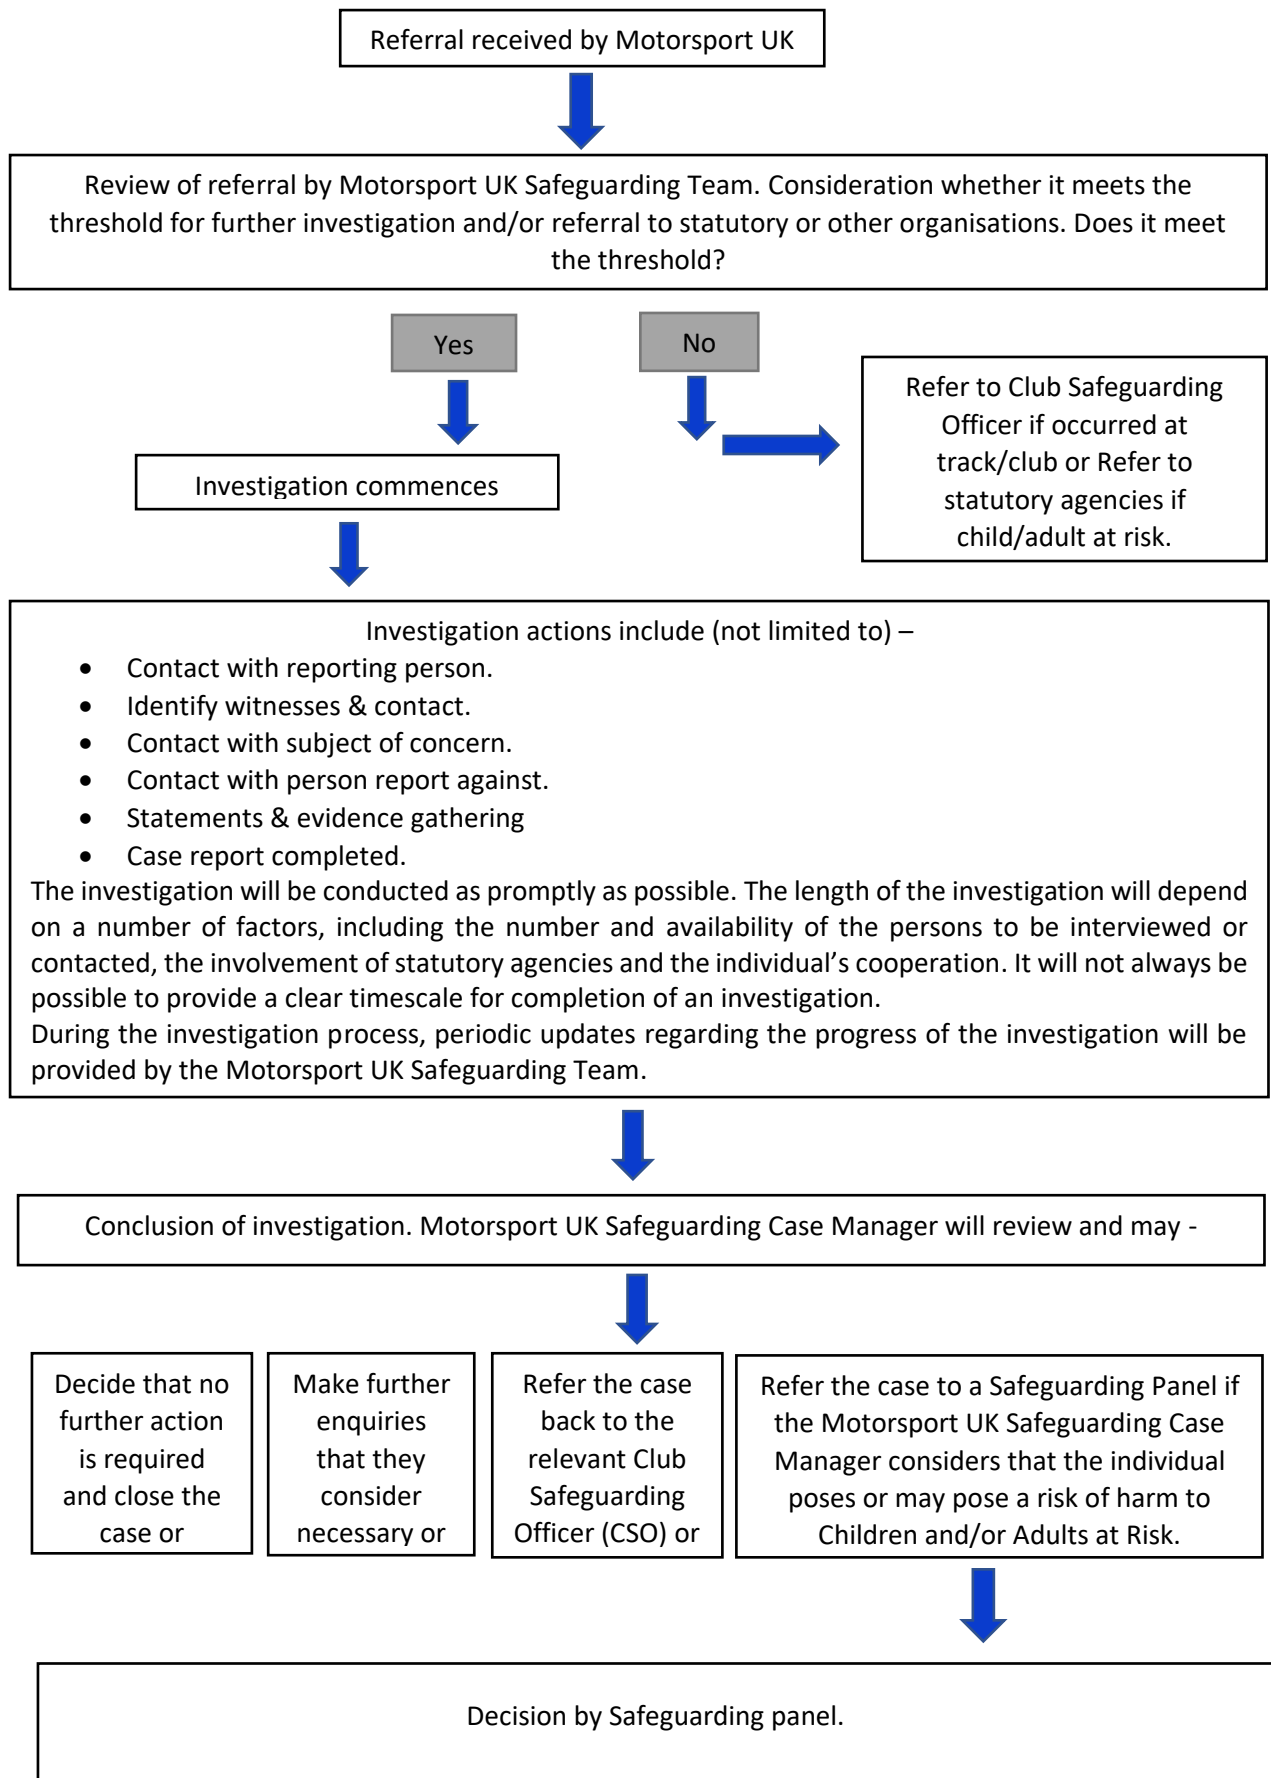 Referral received by Motorsport UK
Review of referral by Motorsport UK Safeguarding Team. Consideration whether it meets the
threshold for further investigation and/or referral to statutory or other organisations. Does it meet
the threshold?
Yes
No
Refer to Club Safeguarding
Officer if occurred at
track/club or Refer to
statutory agencies if
child/adult at risk.
Investigation commences
Investigation actions include (not limited to) –
• Contact with reporting person.
• Identify witnesses & contact.
• Contact with subject of concern.
• Contact with person report against.
• Statements & evidence gathering
• Case report completed.
The investigation will be conducted as promptly as possible. The length of the investigation will depend
on a number of factors, including the number and availability of the persons to be interviewed or
contacted, the involvement of statutory agencies and the individual’s cooperation. It will not always be
possible to provide a clear timescale for completion of an investigation.
During the investigation process, periodic updates regarding the progress of the investigation will be
provided by the Motorsport UK Safeguarding Team.
Conclusion of investigation. Motorsport UK Safeguarding Case Manager will review and may -
Decide that no
further action
is required
and close the
case or
Make further
enquiries
that they
consider
necessary or
Refer the case
back to the
relevant Club
Safeguarding
Officer (CSO) or
Refer the case to a Safeguarding Panel if
the Motorsport UK Safeguarding Case
Manager considers that the individual
poses or may pose a risk of harm to
Children and/or Adults at Risk.
Decision by Safeguarding panel.